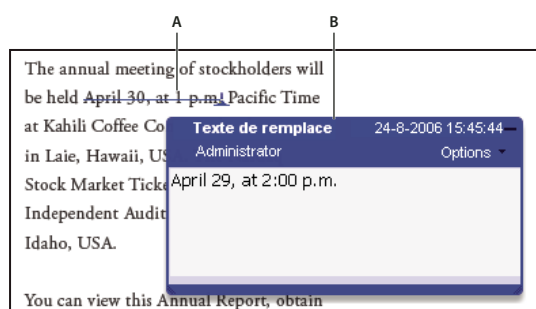 A B
The annual meeting of stockholders will
be held April 30, at 1 p.m. Pacific Time
at Kahili Coffee Co
in Laie, Hawaii, US
Stock Market Ticke
Independent Audit
Idaho, USA.
You can view this Annual Report, obtain
Texte de remplace 24-8-2006 15:45:44
Administrator Options
April 29, at 2:00 p.m.